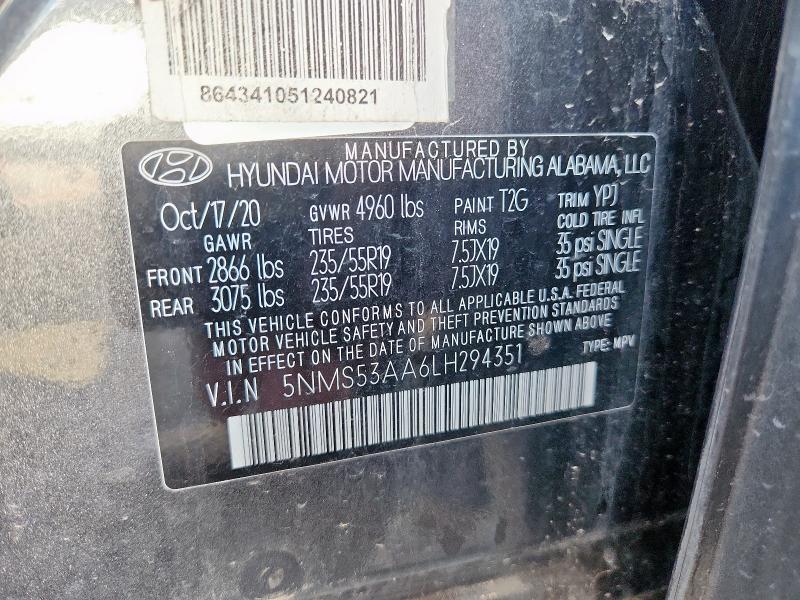 864341051240821
MANUFACTURED BY
HYUNDAI MOTOR MANUFACTURING ALABAMA, LLC
Oct/17/20 GVWR 4960 lbs PAINT T2G TRIM YPJ
GAWR TIRES RIMS COLD TIRE INFL
FRONT 2866 lbs 235/55R19 7.5JX19 35 psi SINGLE
REAR 3075 lbs 235/55R19 7.5JX19 35 psi SINGLE
THIS VEHICLE CONFORMS TO ALL APPLICABLE U.S.A. FEDERAL
MOTOR VEHICLE SAFETY AND THEFT PREVENTION STANDARDS
IN EFFECT ON THE DATE OF MANUFACTURE SHOWN ABOVE
V.I.N 5NMS53AA6LH294351 TYPE: MPV